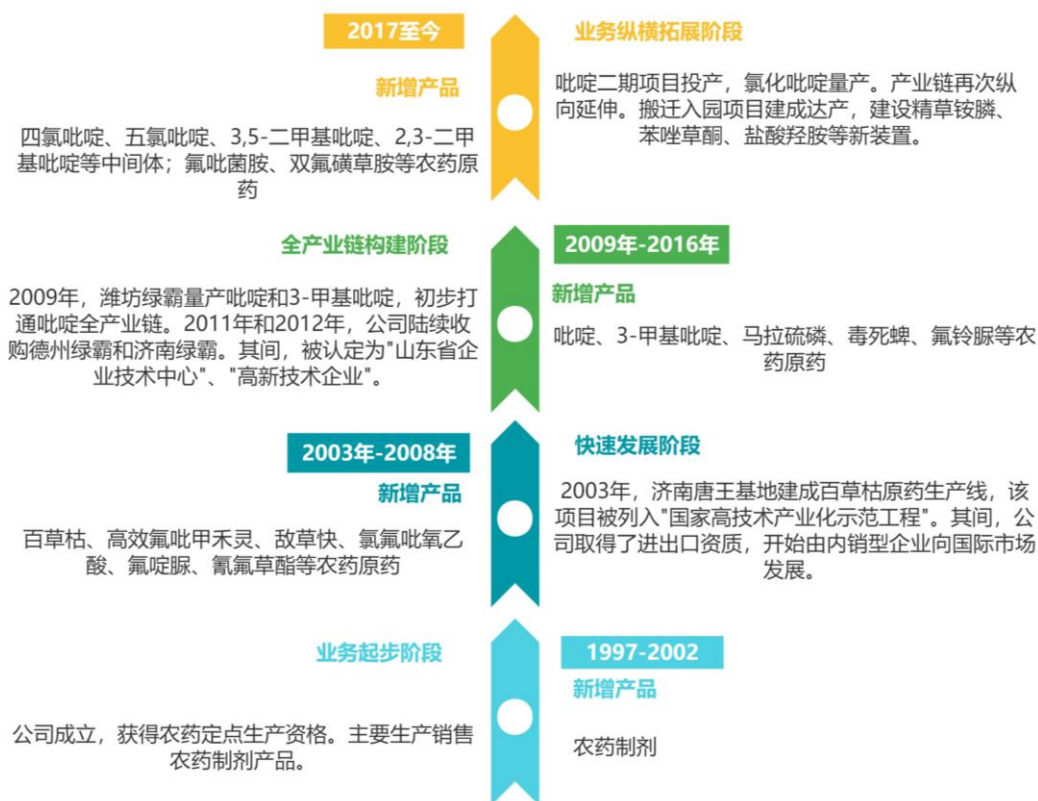 2017至今
业务纵横拓展阶段
新增产品
吡啶二期项目投产，氯化吡啶量产。产业链再次纵
向延伸。搬迁入园项目建成达产，建设精草铵膦、
苯唑草酮、盐酸羟胺等新装置。
四氯吡啶、五氯吡啶、3,5-二甲基吡啶、2,3-二甲
基吡啶等中间体；氟吡菌胺、双氟磺草胺等农药原
药
全产业链构建阶段
2009年-2016年
2009年，潍坊绿霸量产吡啶和3-甲基吡啶，初步打
通吡啶全产业链。2011年和2012年，公司陆续收
购德州绿霸和济南绿霸。其间，被认定为"山东省企
业技术中心"、"高新技术企业"。
新增产品
吡啶、3-甲基吡啶、马拉硫磷、毒死蜱、氟铃脲等农
药原药
2003年-2008年
快速发展阶段
新增产品
百草枯、高效氟吡甲禾灵、敌草快、氯氟吡氧乙
酸、氟啶脲、氰氟草酯等农药原药
2003年，济南唐王基地建成百草枯原药生产线，该
项目被列入"国家高技术产业化示范工程"。其间，公
司取得了进出口资质，开始由内销型企业向国际市场
发展。
业务起步阶段
1997-2002
新增产品
公司成立，获得农药定点生产资格。主要生产销售
农药制剂产品。
农药制剂